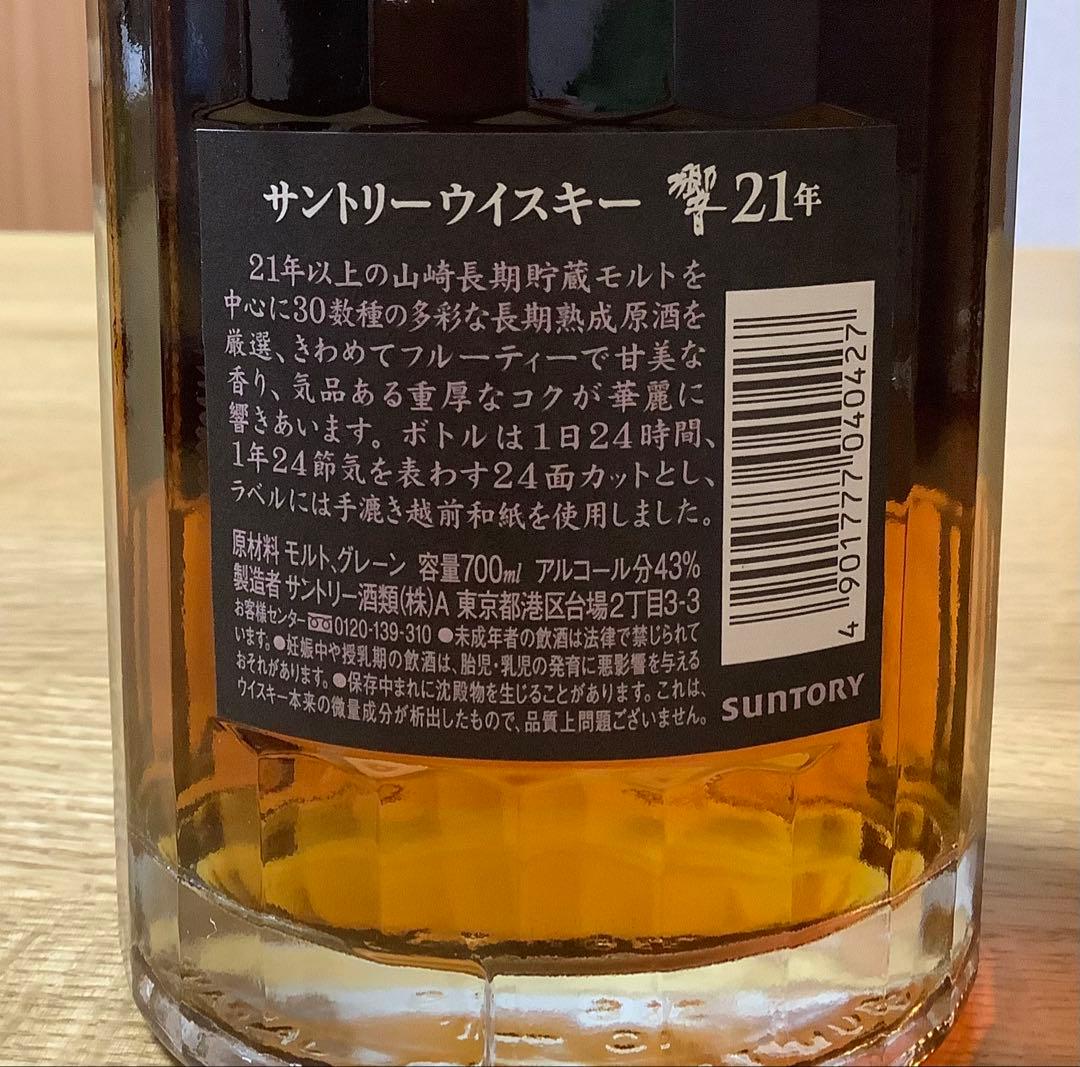 サントリーウイスキー 響 21年
21年以上の山崎長期貯蔵モルトを
中心に30数種の多彩な長期熟成原酒を
厳選、きわめてフルーティーで甘美な
香り、気品ある重厚なコクが華麗に
響きあいます。ボトルは1日24時間、
1年24節気を表わす24面カットとし、
ラベルには手漉き越前和紙を使用しました。
原材料 モルト、グレーン 容量700ml アルコール分43%
製造者 サントリー酒類(株)A 東京都港区台場2丁目3-3
お客様センター 0120-139-310 ●未成年者の飲酒は法律で禁じられて
います。●妊娠中や授乳期の飲酒は、胎児・乳児の発育に悪影響を与える
おそれがあります。●保存中まれに沈殿物を生じることがあります。これは、
ウイスキー本来の微量成分が析出したもので、品質上問題ございません。
4 901777 040427
SUNTORY